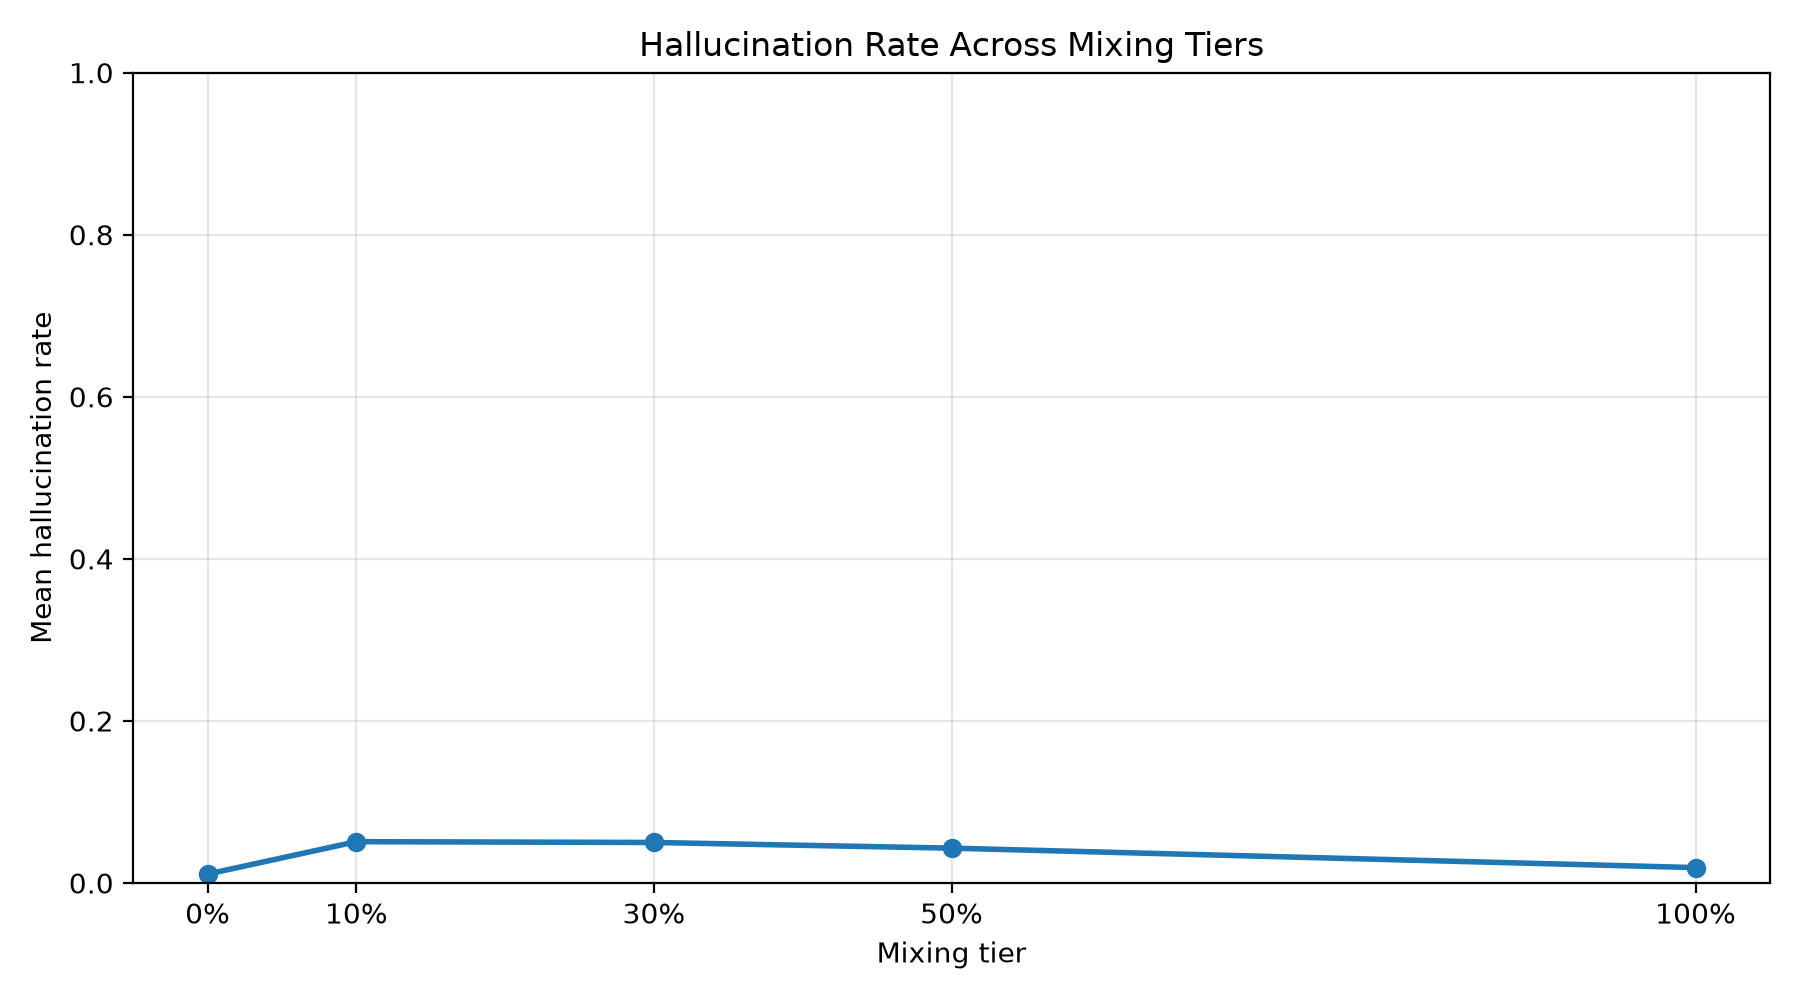 Hallucination Rate Across Mixing Tiers
1.0
0.8
0.6
0.4
0.2
0.0
Mean hallucination rate
0% 10% 30% 50% 100%
Mixing tier